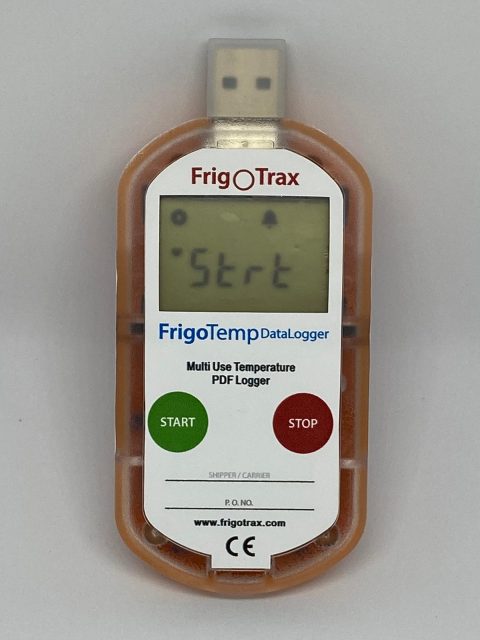 FrigOTrax
Strt
FrigoTemp DataLogger
Multi Use Temperature
PDF Logger
START
STOP
SHIPPER / CARRIER
P.O. NO.
www.frigotrax.com
CE